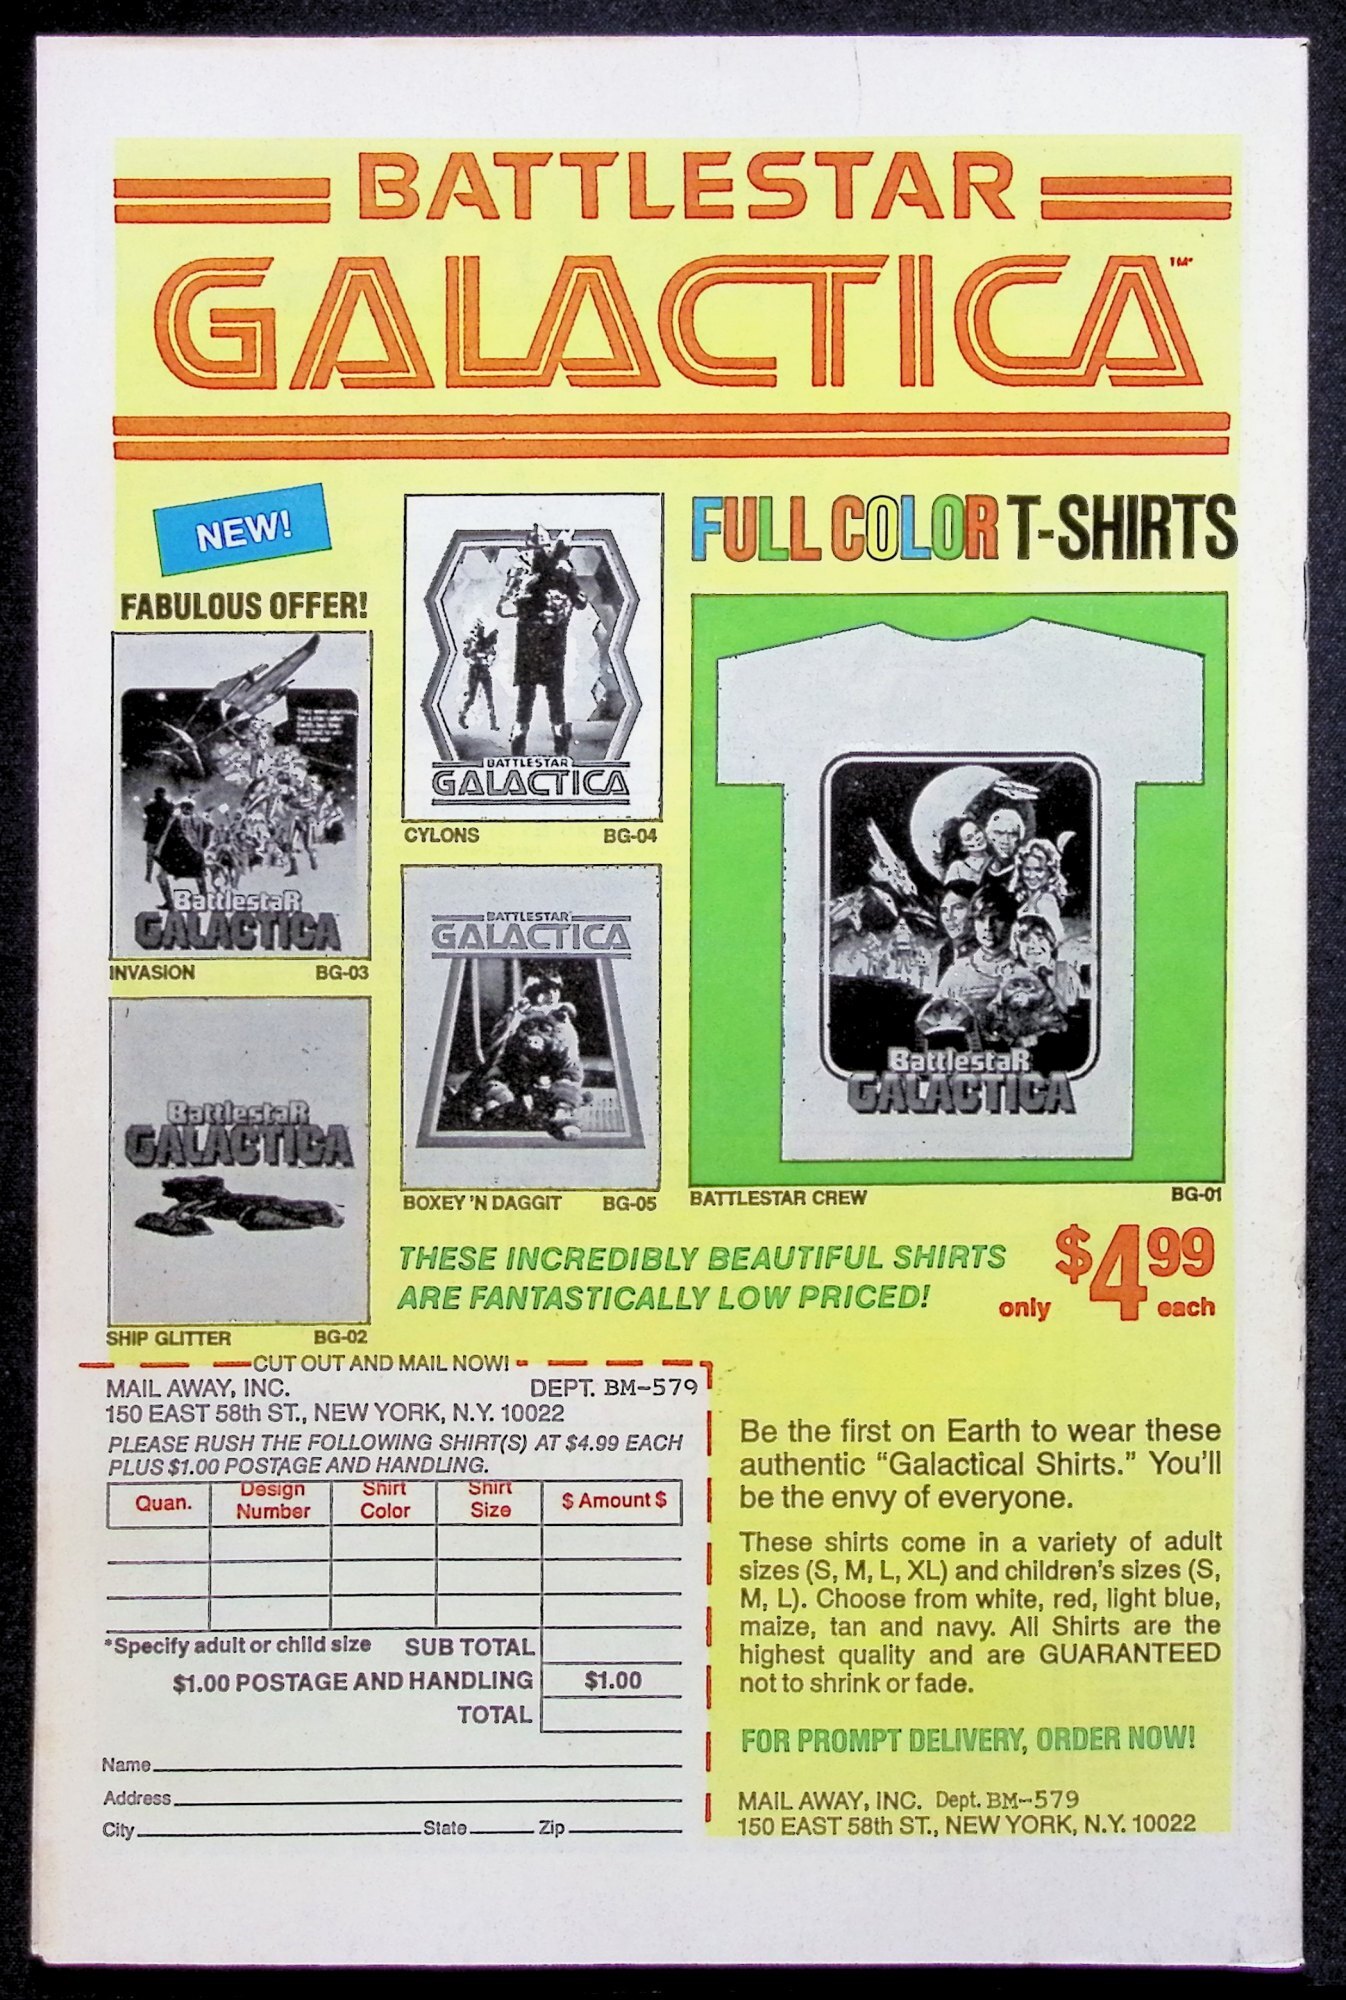 BATTLESTAR
GALACTICA™
NEW!
FABULOUS OFFER!
FULL COLOR T-SHIRTS
BattlestaR
GALACTICA
INVASION BG-03
BATTLESTAR
GALACTICA
CYLONS BG-04
BattlestaR
GALACTICA
SHIP GLITTER BG-02
BATTLESTAR
GALACTICA
BOXEY 'N DAGGIT BG-05
BattlestaR
GALACTICA
BATTLESTAR CREW BG-01
THESE INCREDIBLY BEAUTIFUL SHIRTS
ARE FANTASTICALLY LOW PRICED!
only $4.99 each
CUT OUT AND MAIL NOW!
MAIL AWAY, INC. DEPT. BM-579
150 EAST 58th ST., NEW YORK, N.Y. 10022
PLEASE RUSH THE FOLLOWING SHIRT(S) AT $4.99 EACH
PLUS $1.00 POSTAGE AND HANDLING.
Quan. Design Number Shirt Color Shirt Size $ Amount $
*Specify adult or child size SUB TOTAL
$1.00 POSTAGE AND HANDLING $1.00
TOTAL
Name
Address
City State Zip
Be the first on Earth to wear these
authentic “Galactical Shirts.” You'll
be the envy of everyone.
These shirts come in a variety of adult
sizes (S, M, L, XL) and children's sizes (S,
M, L). Choose from white, red, light blue,
maize, tan and navy. All Shirts are the
highest quality and are GUARANTEED
not to shrink or fade.
FOR PROMPT DELIVERY, ORDER NOW!
MAIL AWAY, INC. Dept. BM-579
150 EAST 58th ST., NEW YORK, N.Y. 10022